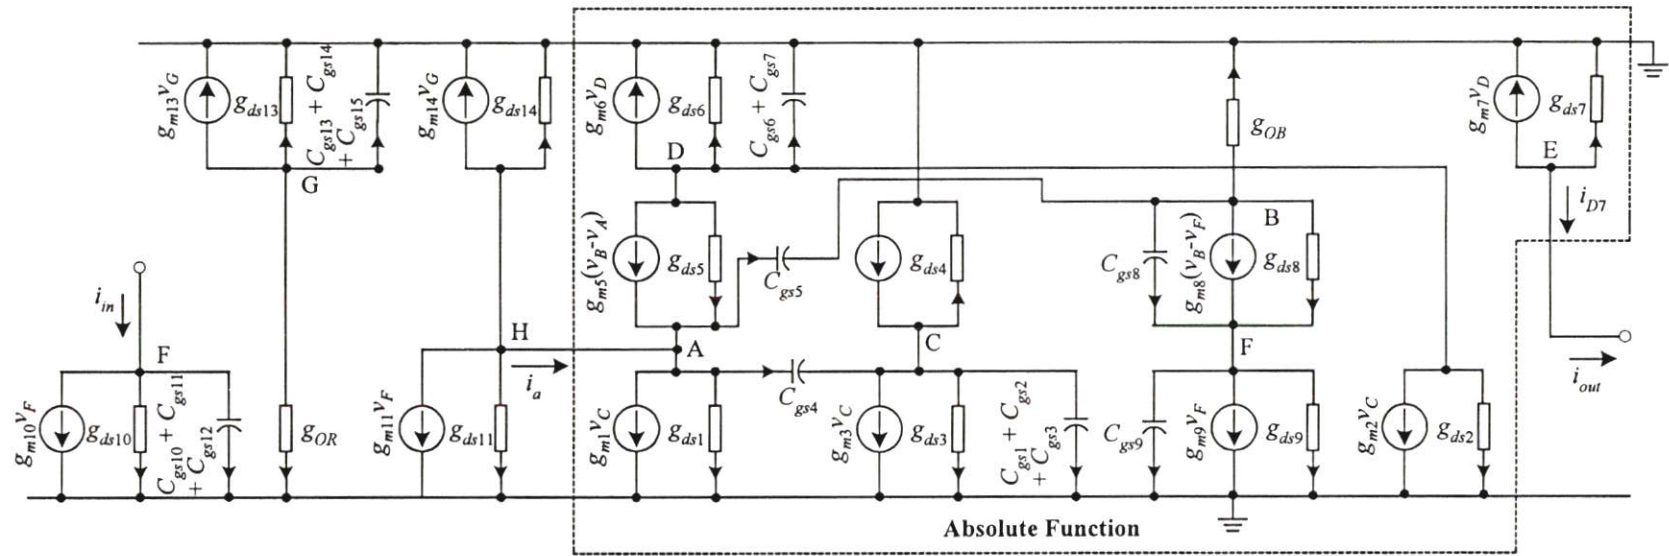 g_{m13}v_G
g_{ds13}
C_{gs13} + C_{gs14}
+ C_{gs15}
g_{m14}v_G
g_{ds14}
g_{m6}v_D
g_{ds6}
C_{gs6} + C_{gs7}
g_{OB}
g_{m7}v_D
g_{ds7}
G
D
E
i_{D7}
g_{m5}(v_B-v_A)
g_{ds5}
C_{gs5}
g_{ds4}
C_{gs8}
g_{m8}(v_B-v_F)
B
g_{ds8}
i_{in}
F
H
i_a
A
C
F
i_{out}
g_{m10}v_F
g_{ds10}
C_{gs10} + C_{gs11}
+ C_{gs12}
g_{OR}
g_{m11}v_F
g_{ds11}
g_{m1}v_C
g_{ds1}
C_{gs4}
g_{m3}v_C
g_{ds3}
C_{gs1} + C_{gs2}
+ C_{gs3}
C_{gs9}
g_{m9}v_F
g_{ds9}
g_{m2}v_C
g_{ds2}
Absolute Function